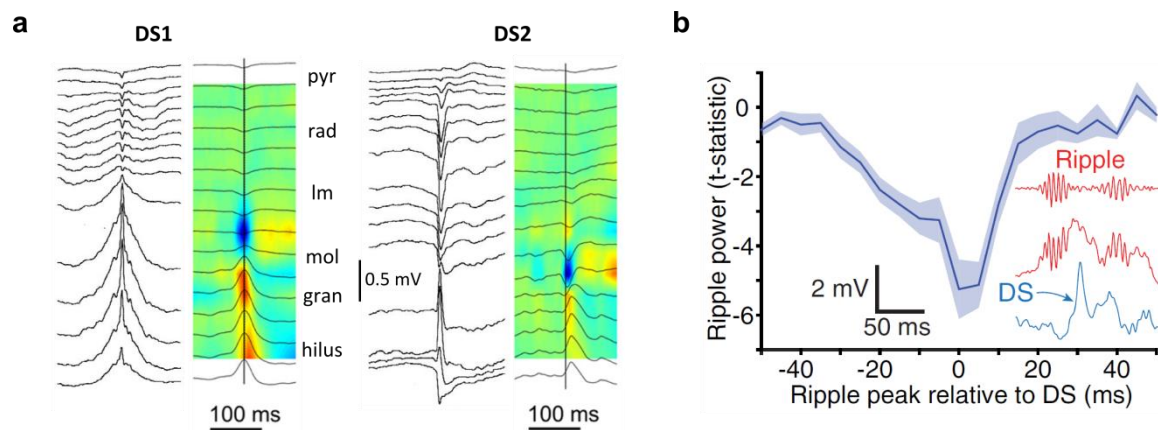 a
DS1
DS2
pyr
rad
lm
mol
gran
hilus
0.5 mV
100 ms
100 ms
b
Ripple power (t-statistic)
0
-2
-4
-6
Ripple
DS
2 mV
50 ms
-40
-20
0
20
40
Ripple peak relative to DS (ms)